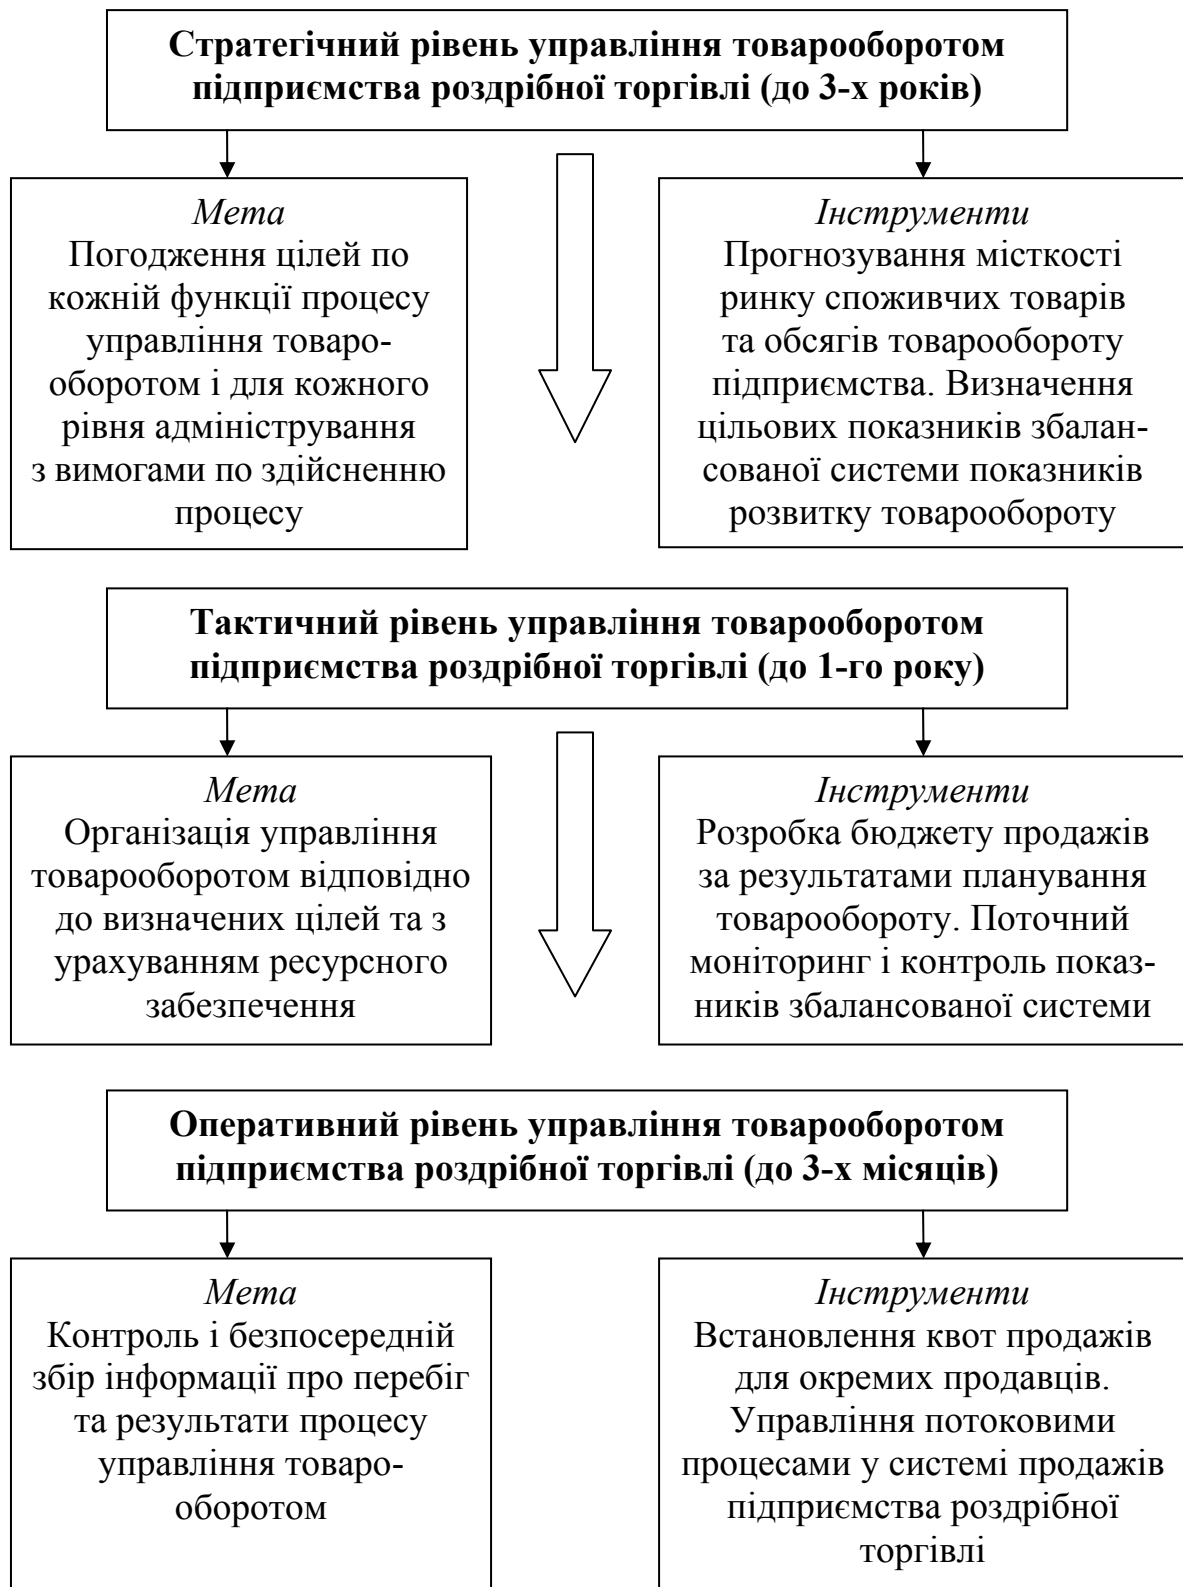 Стратегічний рівень управління товарооборотом
підприємства роздрібної торгівлі (до 3-х років)
Мета
Погодження цілей по
кожній функції процесу
управління товаро-
оборотом і для кожного
рівня адміністрування
з вимогами по здійсненню
процесу
Інструменти
Прогнозування місткості
ринку споживчих товарів
та обсягів товарообороту
підприємства. Визначення
цільових показників збалан-
сованої системи показників
розвитку товарообороту
Тактичний рівень управління товарооборотом
підприємства роздрібної торгівлі (до 1-го року)
Мета
Організація управління
товарооборотом відповідно
до визначених цілей та з
урахуванням ресурсного
забезпечення
Інструменти
Розробка бюджету продажів
за результатами планування
товарообороту. Поточний
моніторинг і контроль показ-
ників збалансованої системи
Оперативний рівень управління товарооборотом
підприємства роздрібної торгівлі (до 3-х місяців)
Мета
Контроль і безпосередній
збір інформації про перебіг
та результати процесу
управління товаро-
оборотом
Інструменти
Встановлення квот продажів
для окремих продавців.
Управління потоковими
процесами у системі продажів
підприємства роздрібної
торгівлі